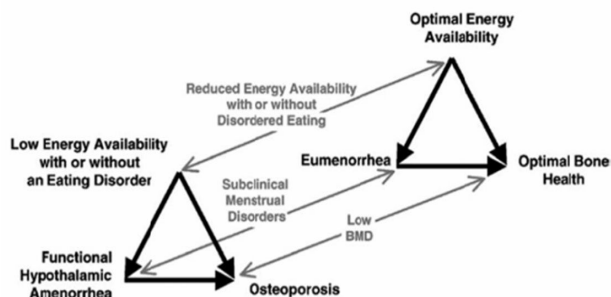 Optimal Energy
Availability
Reduced Energy Availability
with or without
Disordered Eating
Low Energy Availability
with or without
an Eating Disorder
Eumenorrhea
Optimal Bone
Health
Subclinical
Menstrual
Disorders
Low
BMD
Functional
Hypothalamic
Amenorrhea
Osteoporosis